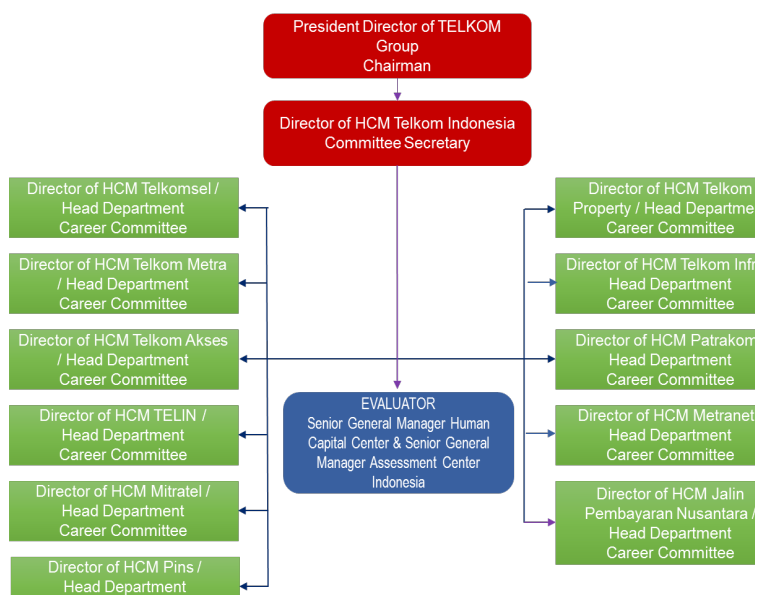 President Director of TELKOM
Group
Chairman
Director of HCM Telkom Indonesia
Committee Secretary
Director of HCM Telkomsel /
Head Department
Career Committee
Director of HCM Telkom Metra
/ Head Department
Career Committee
Director of HCM Telkom Akses
/ Head Department
Career Committee
Director of HCM TELIN /
Head Department
Career Committee
Director of HCM Mitratel /
Head Department
Career Committee
Director of HCM Pins /
Head Department
EVALUATOR
Senior General Manager Human
Capital Center & Senior General
Manager Assessment Center
Indonesia
Director of HCM Telkom
Property / Head
Career Committee
Director of HCM Telkom
Head Department
Career Committee
Director of HCM Patrakom
Head Department
Career Committee
Director of HCM Metranet
Head Department
Career Committee
Director of HCM Jalin
Pembayaran Nusantara /
Head Department
Career Committee